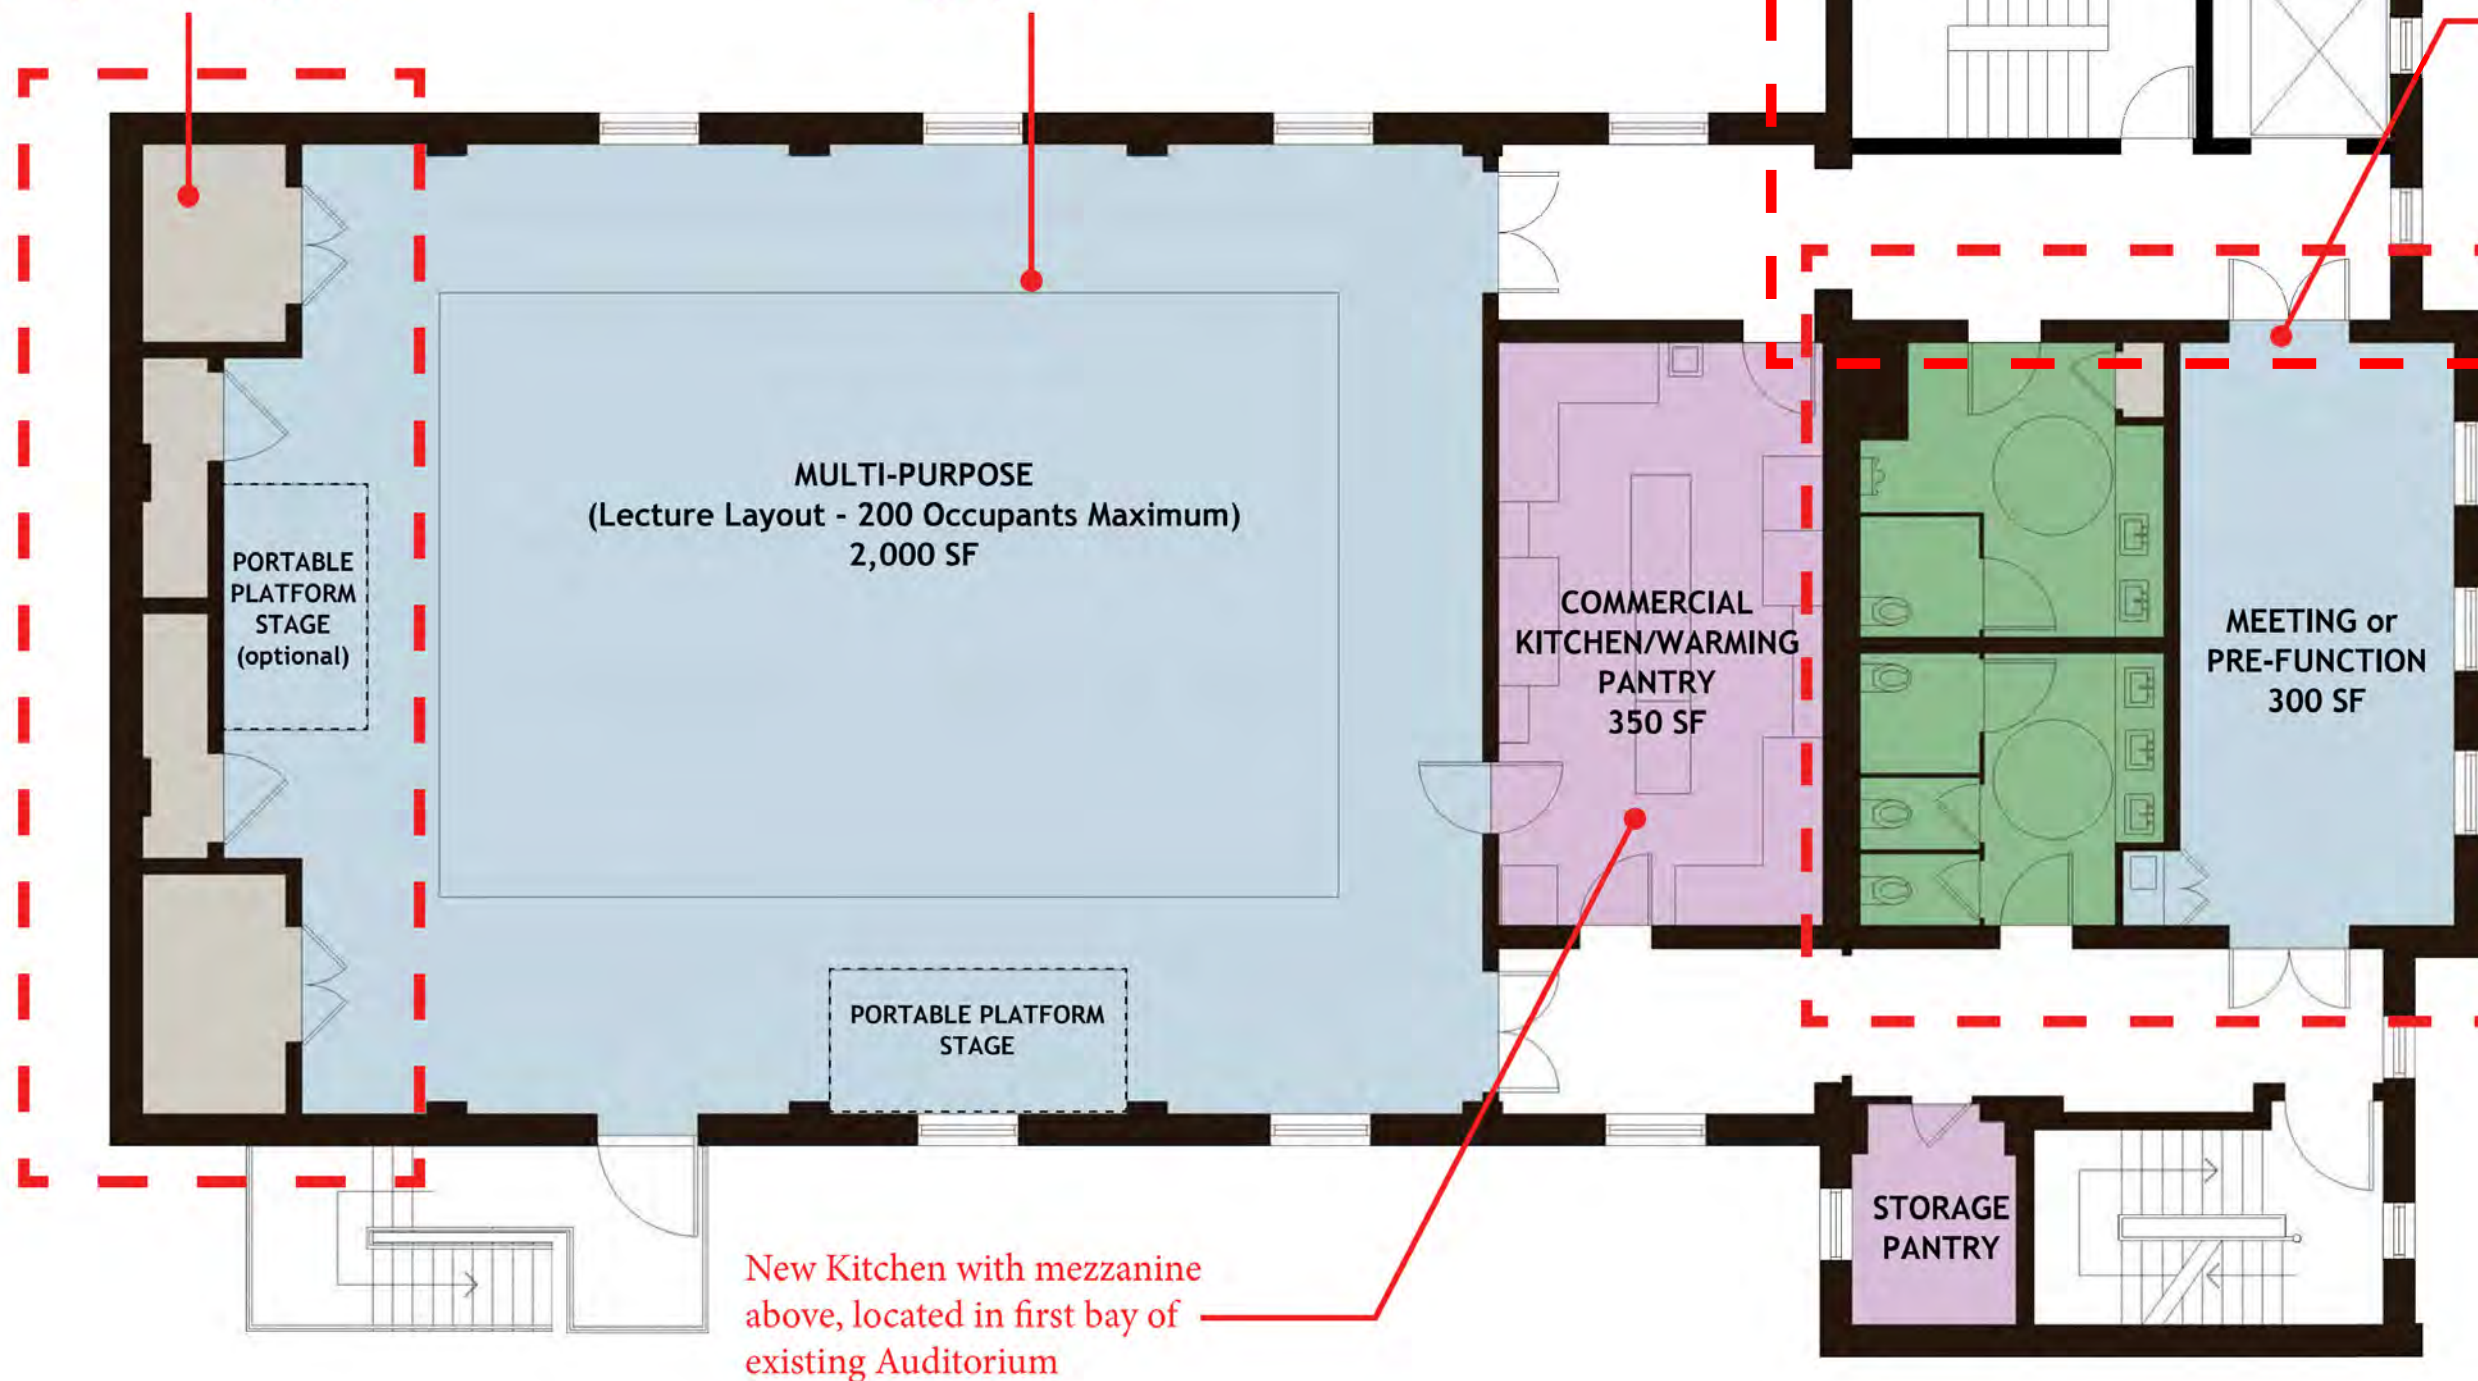 MULTI-PURPOSE
(Lecture Layout - 200 Occupants Maximum)
2,000 SF
PORTABLE
PLATFORM
STAGE
(optional)
COMMERCIAL
KITCHEN/WARMING
PANTRY
350 SF
MEETING or
PRE-FUNCTION
300 SF
PORTABLE PLATFORM
STAGE
STORAGE
PANTRY
New Kitchen with mezzanine
above, located in first bay of
existing Auditorium